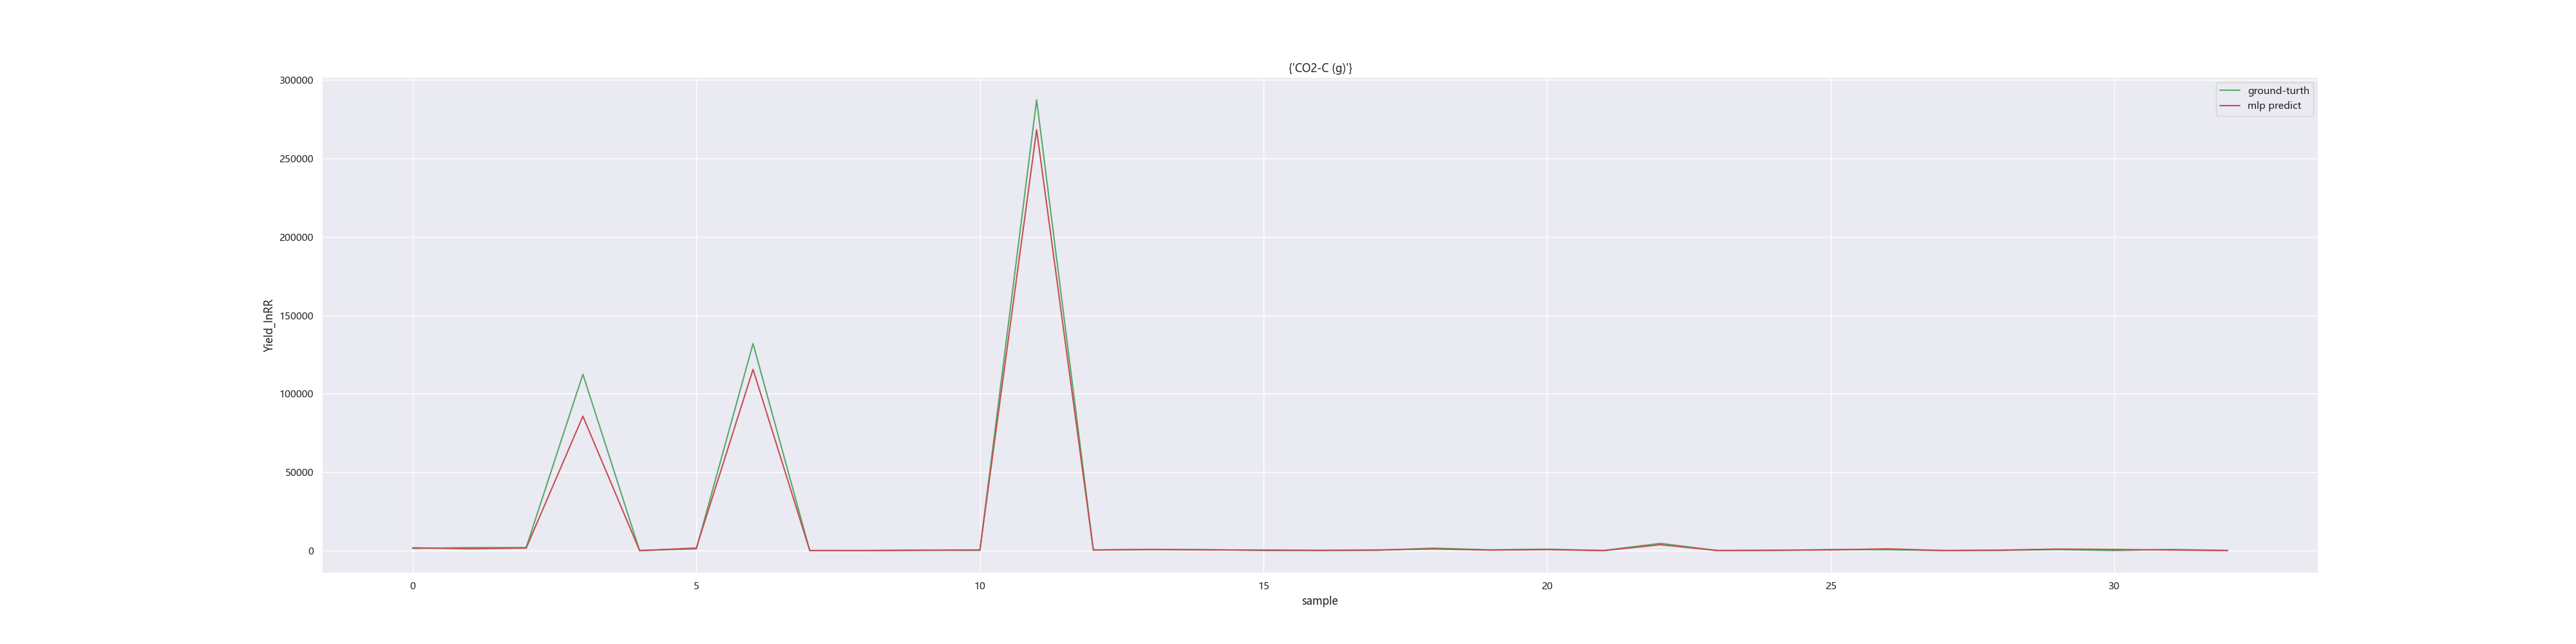 {'CO2-C (g)'}
300000
250000
200000
150000
100000
50000
0
Yield_lnRR
ground-turth
mlp predict
0 5 10 15 20 25 30
sample